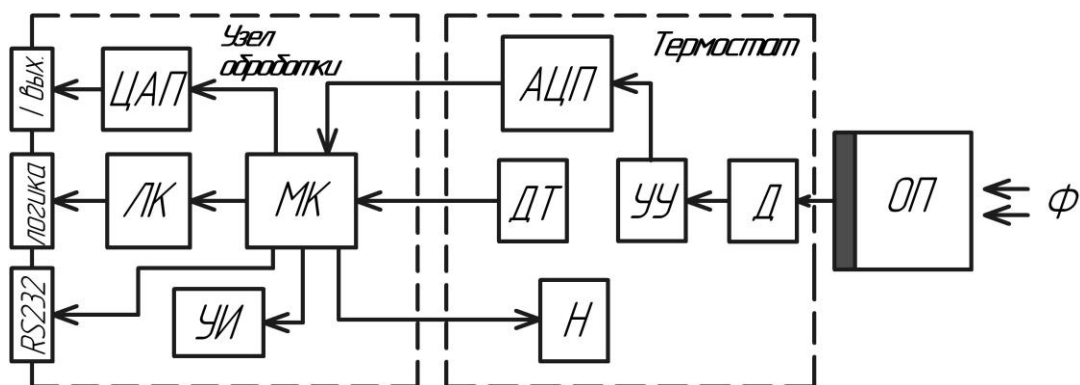 Узел
обработки
Термостат
I вых.
ЦАП
АЦП
логика
ЛК
МК
ДТ
УУ
Д
ОП
Ф
RS232
УИ
Н